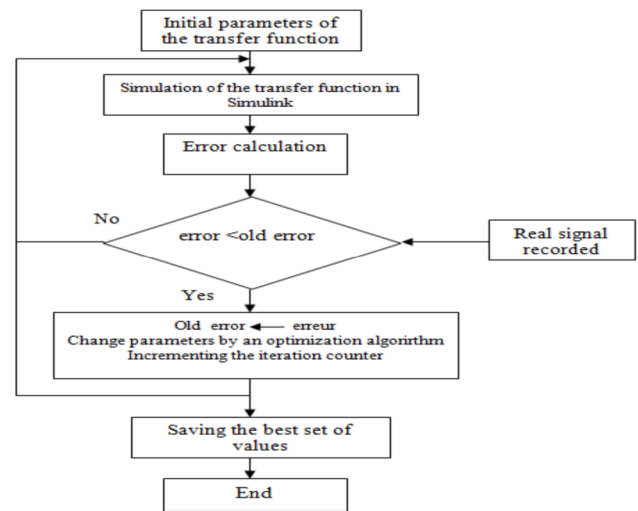 Initial parameters of
the transfer function
Simulation of the transfer function in
Simulink
Error calculation
No
error <old error
Real signal
recorded
Yes
Old error ← erreur
Change parameters by an optimization algoritrthm
Incrementing the iteration counter
Saving the best set of
values
End